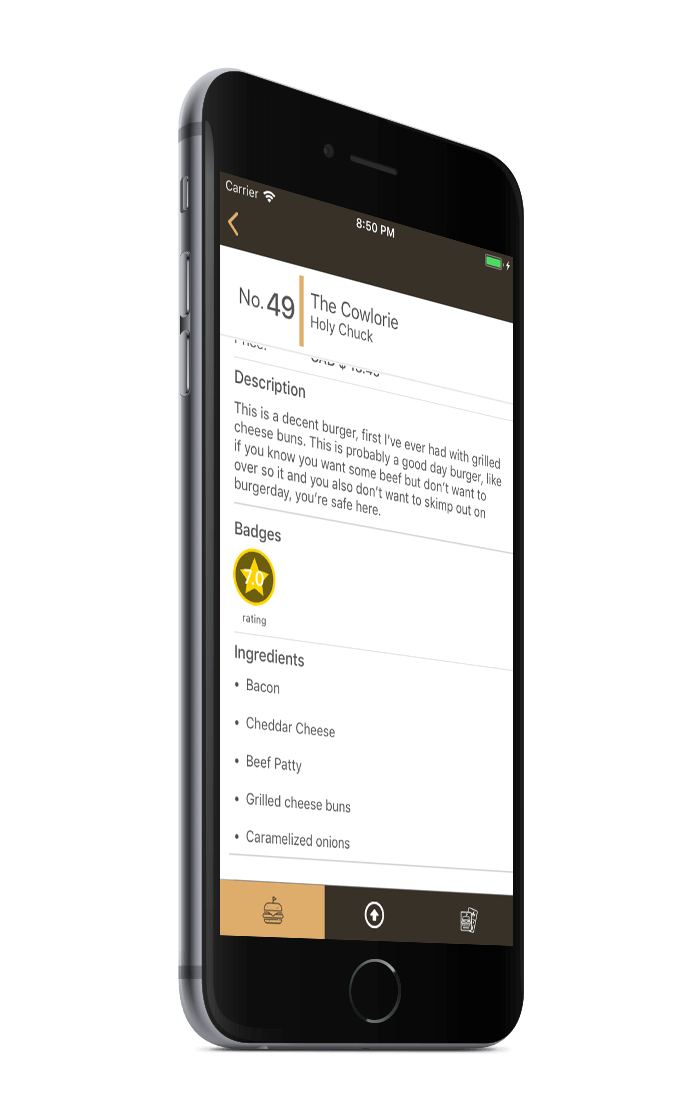 Carrier
8:50 PM
No. 49
The Cowlorie
Holy Chuck
Description
This is a decent burger, first I've ever had with grilled
cheese buns. This is probably a good day burger, like
if you know you want some beef but don't want to
over so it and you also don't want to skimp out on
burgerday, you're safe here.
Badges
7.0
rating
Ingredients
• Bacon
• Cheddar Cheese
• Beef Patty
• Grilled cheese buns
• Caramelized onions